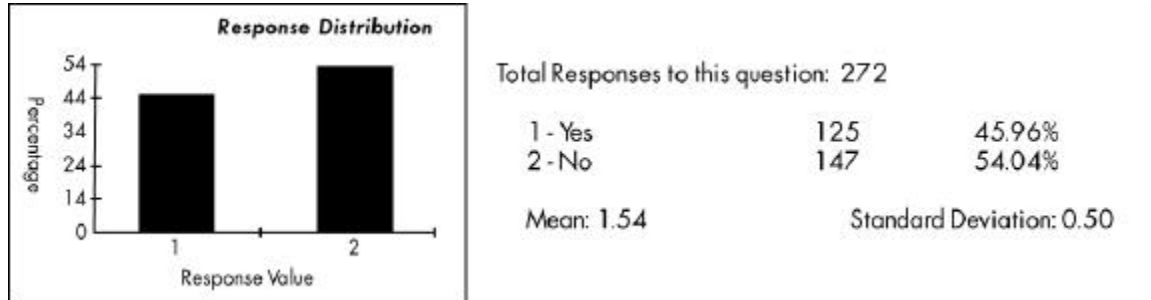 Response Distribution
54
44
34
24
14
0
Percentage
1 2
Response Value
Total Responses to this question: 272
1 - Yes 125 45.96%
2 - No 147 54.04%
Mean: 1.54 Standard Deviation: 0.50